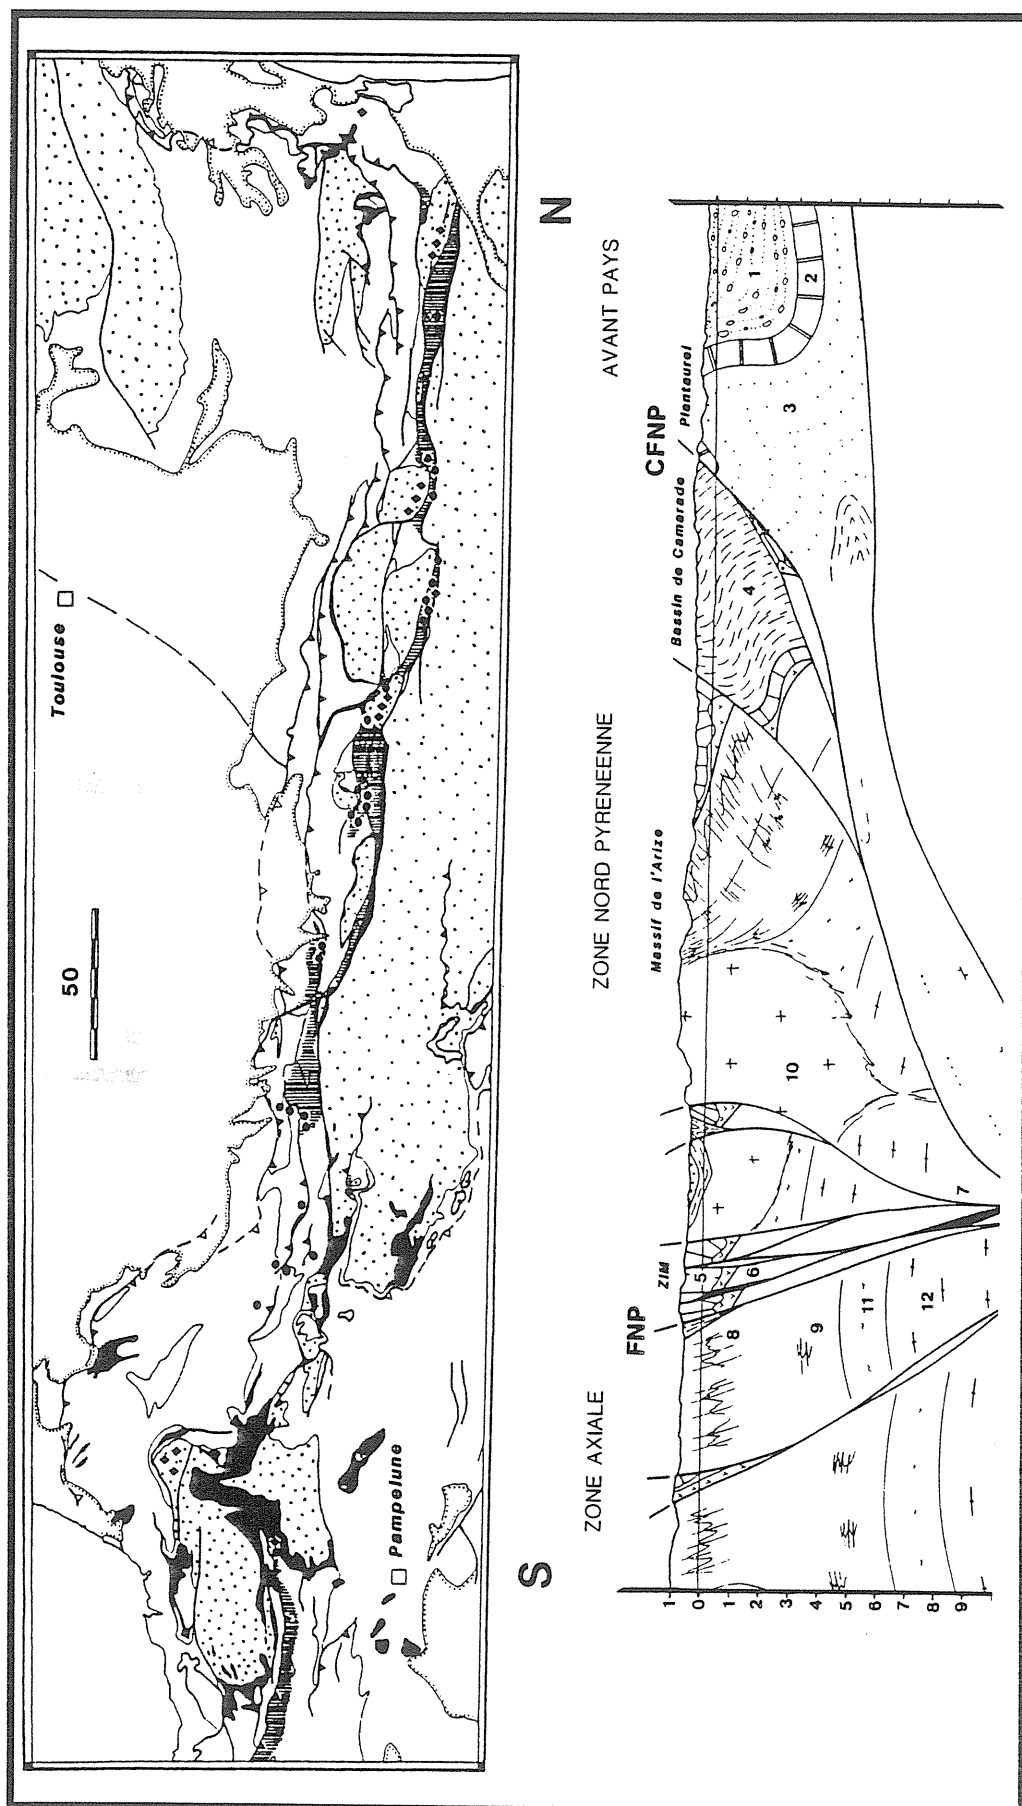 Toulouse
50
Pampelune
S
N
ZONE AXIALE
ZONE NORD PYRENEENNE
AVANT PAYS
FNP
CFNP
ZIM
Massif de l'Arize
Bassin de Camarade
Plantaurel
1
0
1
2
3
4
5
6
7
8
9
1
2
3
4
5
6
7
8
9
10
11
12